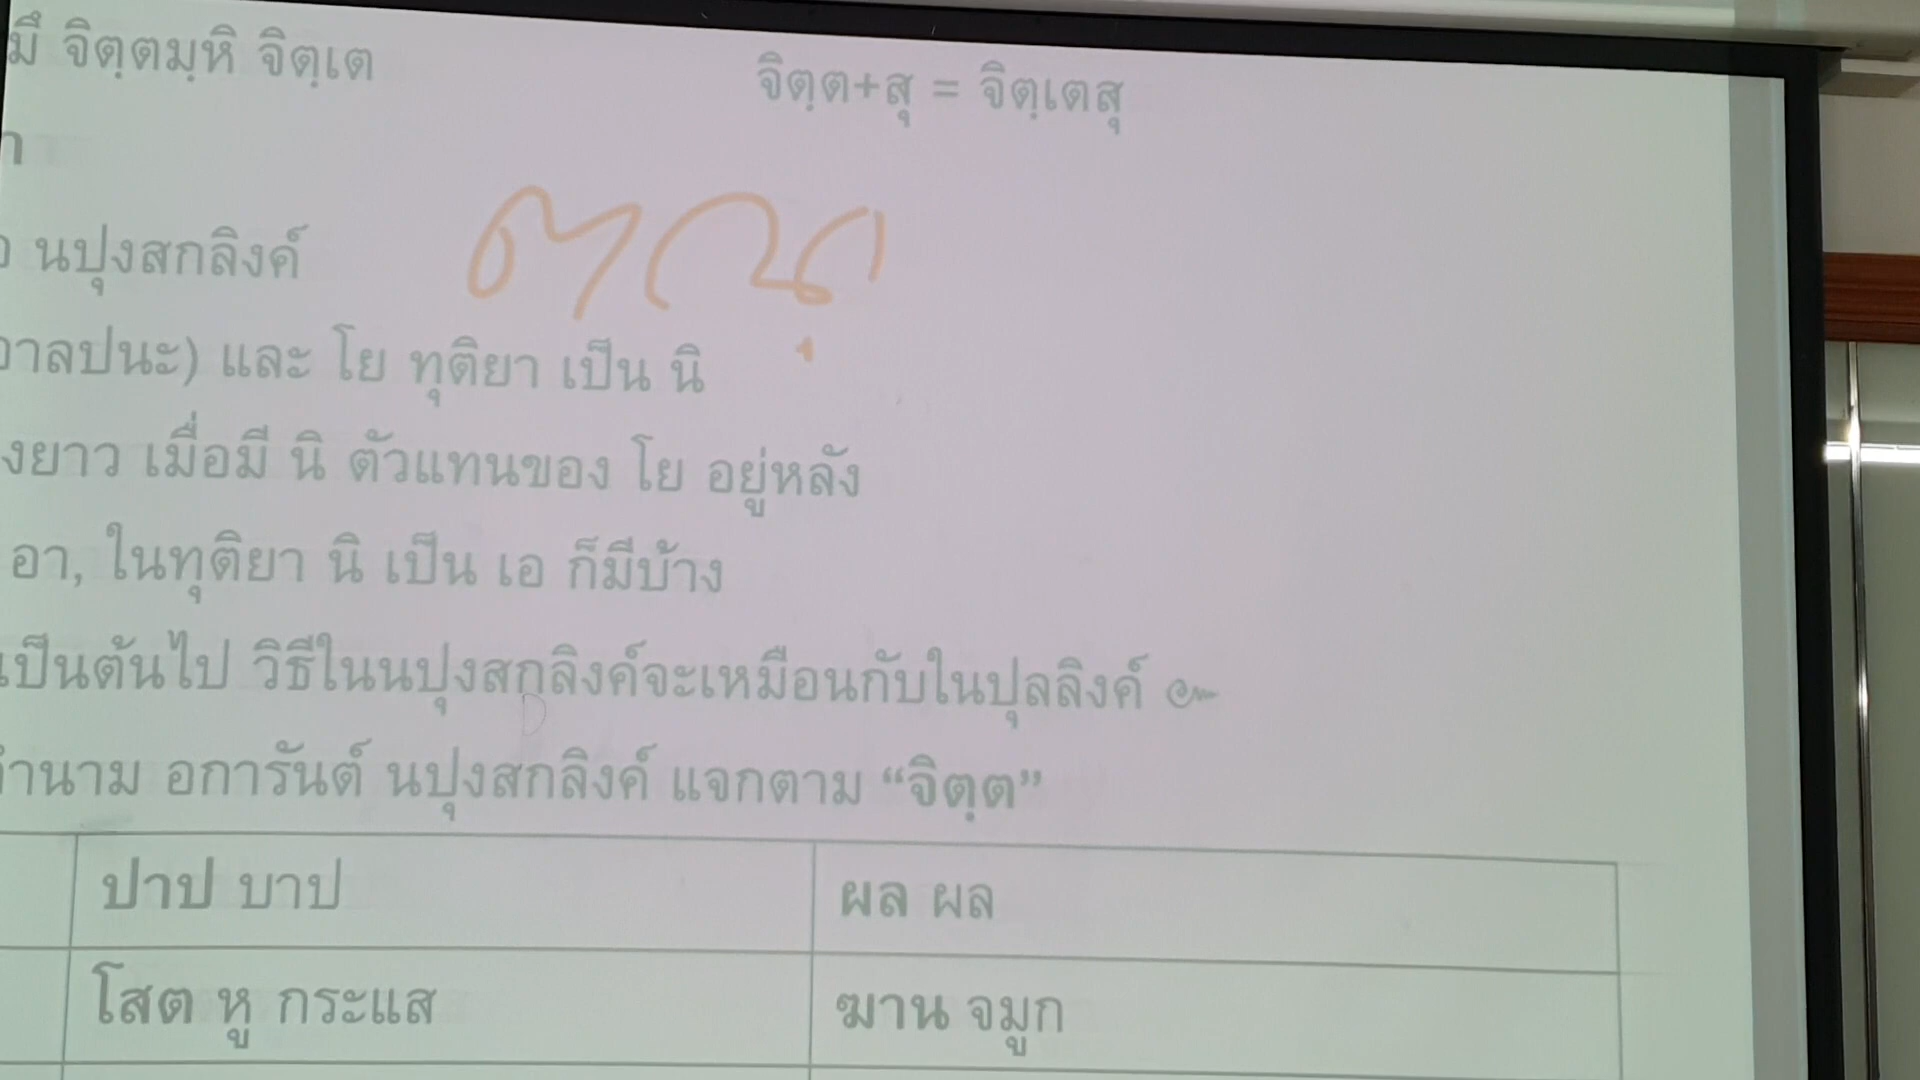 มึ จิตฺตมฺหิ จิตฺเต จิตฺต+สุ = จิตฺเตสุ
นปุงสกลิงค์
อาลปนะ) และ โย ทุติยา เป็น นิ
งยาว เมื่อมี นิ ตัวแทนของ โย อยู่หลัง
อา, ในทุติยา นิ เป็น เอ ก็มีบ้าง
เป็นต้นไป วิธีในนปุงสกลิงค์จะเหมือนกับในปุลลิงค์ ๛
คำนาม อการันต์ นปุงสกลิงค์ แจกตาม “จิตฺต”
ปาป บาป ผล ผล
โสต หู กระแส ฆาน จมูก